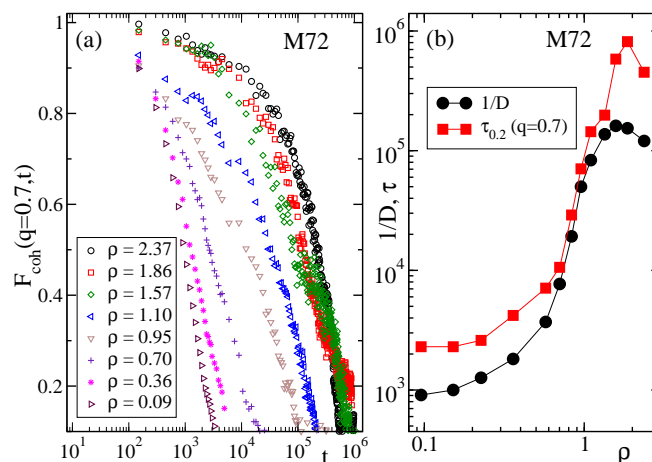 (a)
M72
F_coh(q=0.7,t)
1
0.8
0.6
0.4
0.2
ρ = 2.37
ρ = 1.86
ρ = 1.57
ρ = 1.10
ρ = 0.95
ρ = 0.70
ρ = 0.36
ρ = 0.09
10^1 10^2 10^3 10^4 10^5 t 10^6
(b)
M72
1/D
τ_0.2 (q=0.7)
1/D, τ
10^6
10^5
10^4
10^3
0.1 1 ρ